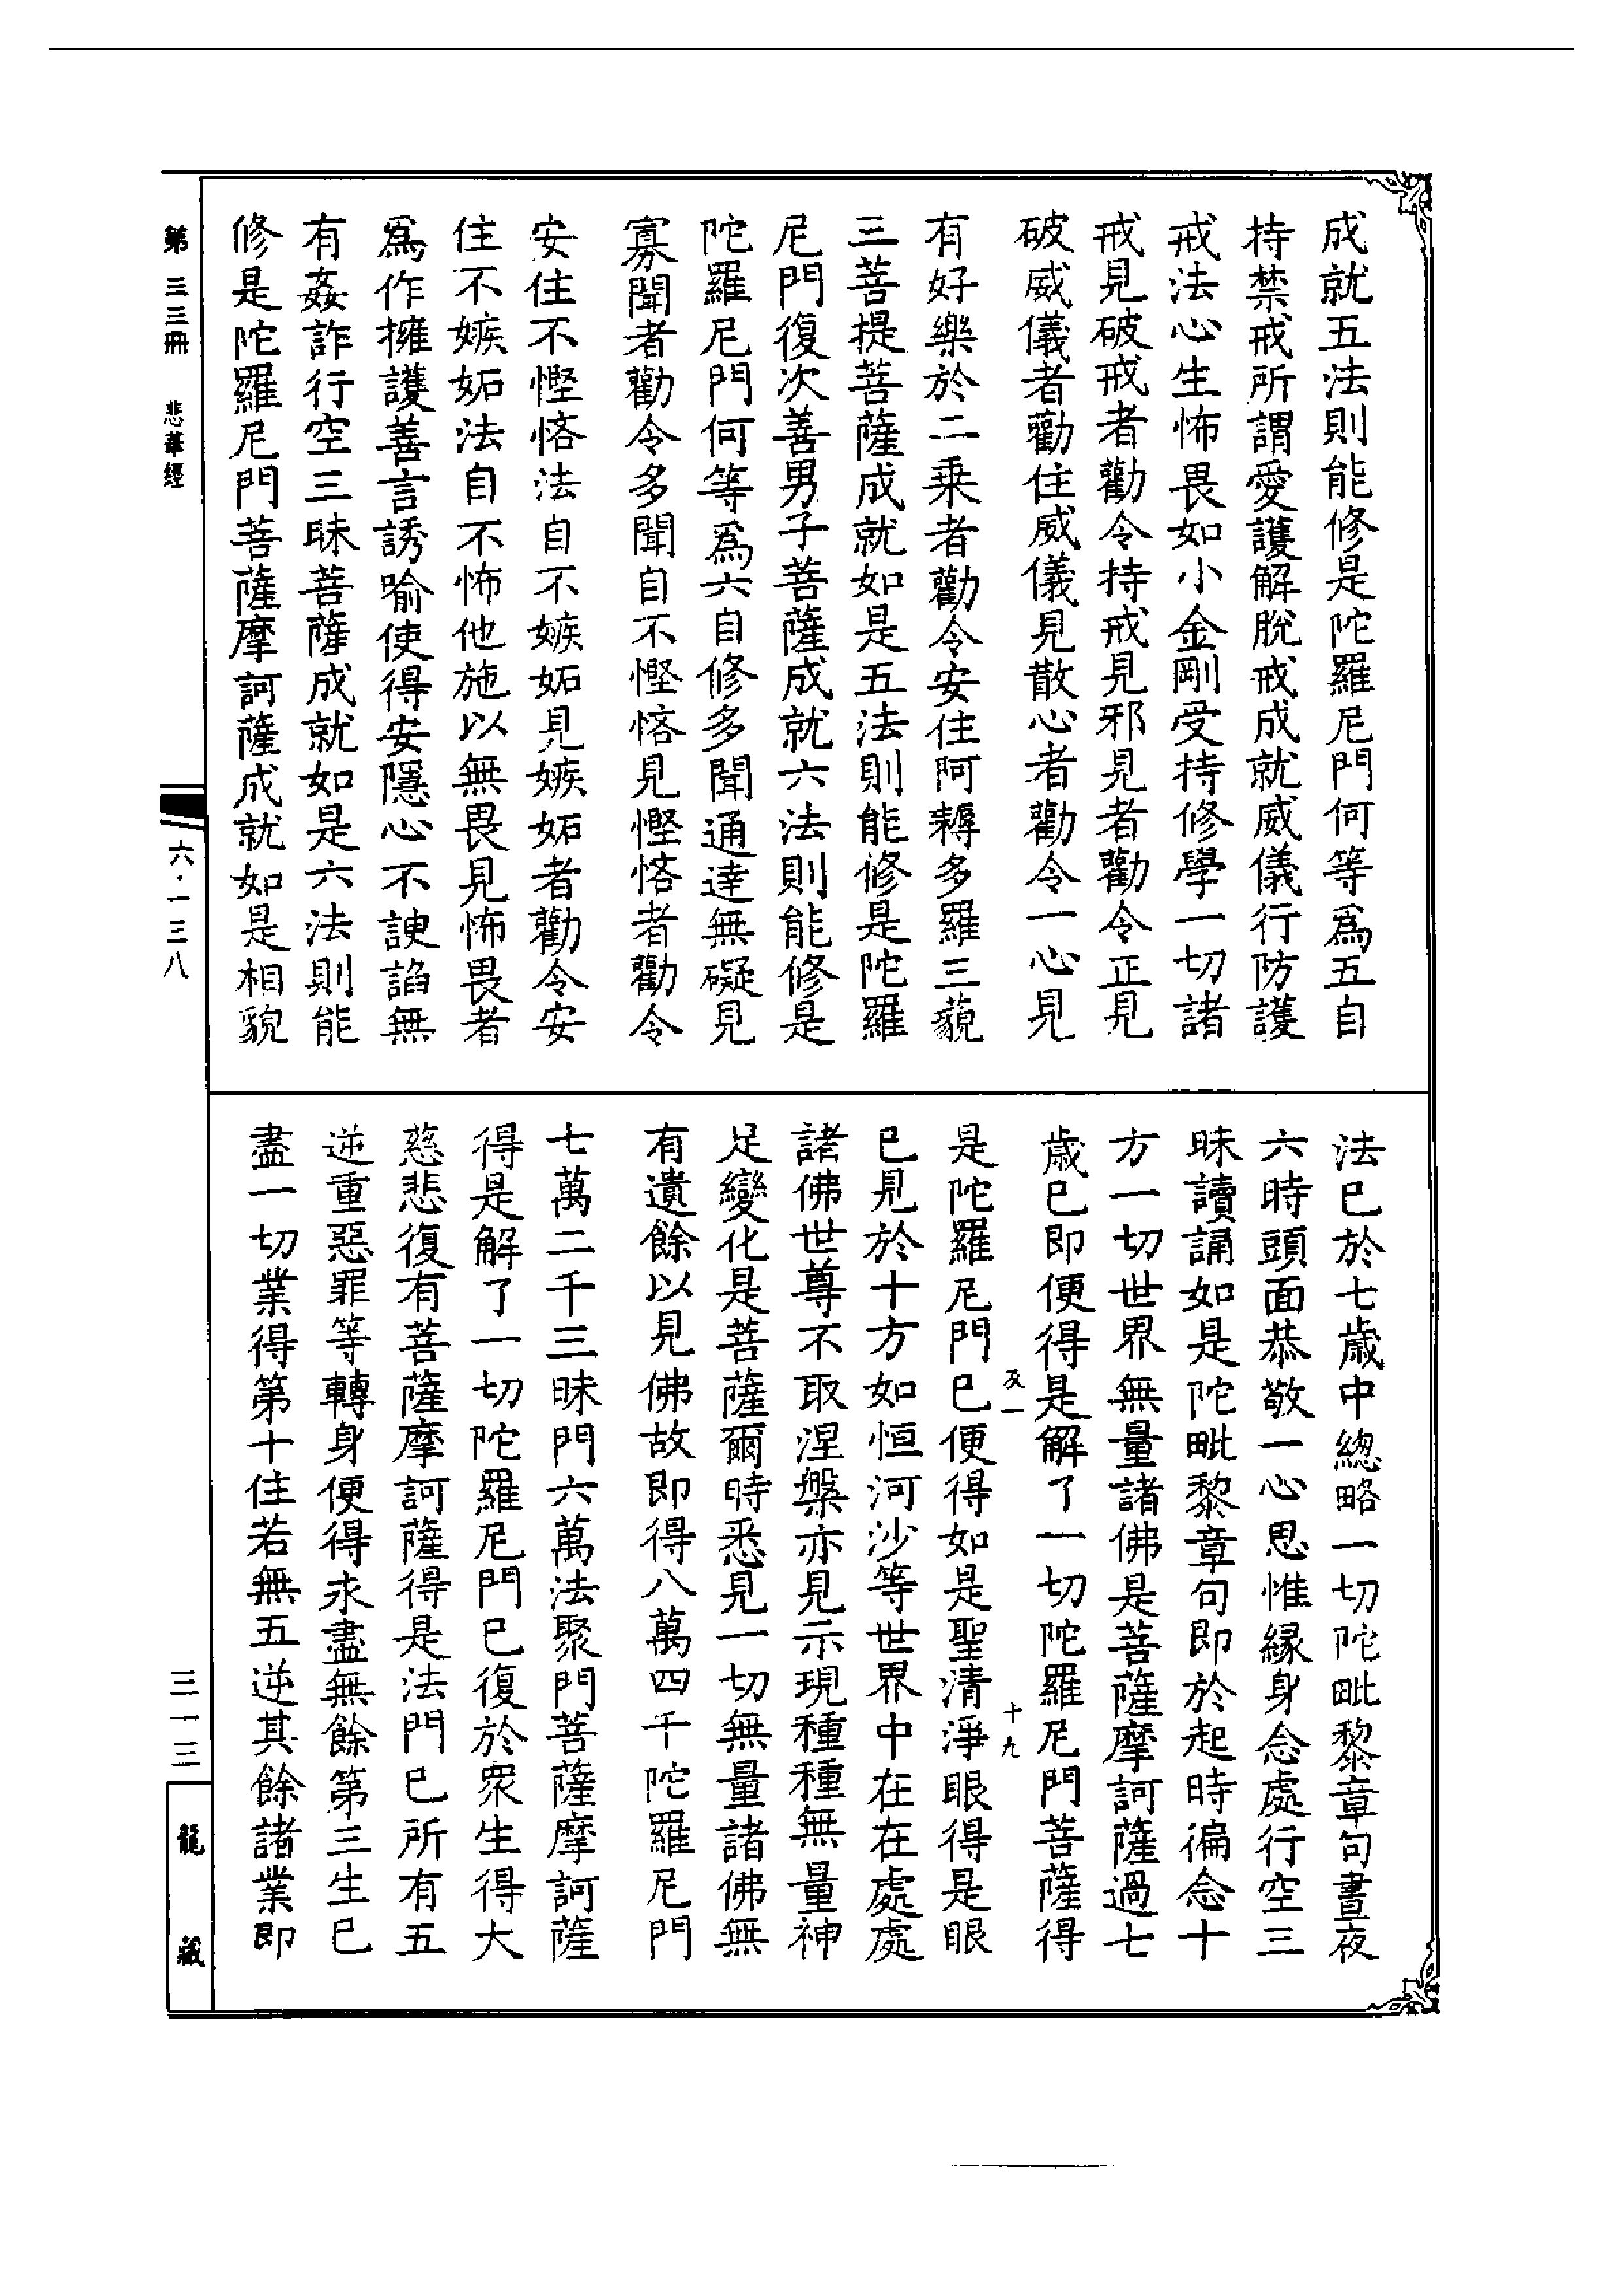 成就五法則能修是陀羅尼門何等爲五自
持禁戒所謂愛護解脫戒成就威儀行防護
戒法心生怖畏如小金剛受持修學一切諸
戒見破戒者勸令持戒見邪見者勸令正見
破威儀者勸住威儀見散心者勸令一心見
有好樂於二乗者勸令安住阿耨多羅三藐
三菩提菩薩成就如是五法則能修是陀羅
尼門復次善男子菩薩成就六法則能修是
陀羅尼門何等爲六自修多聞通達無礙見
寡聞者勸令多聞自不慳悋見慳悋者勸令
安住不慳悋法自不嫉妬見嫉妬者勸令安
住不嫉妬法自不怖他施以無畏見怖畏者
爲作擁護善言誘喻使得安隱心不諛諂無
有姦詐行空三昧菩薩成就如是六法則能
修是陀羅尼門菩薩摩訶薩成就如是相貌
法已於七歲中總略一切陀毗黎章句晝夜
六時頭面恭敬一心思惟緣身念處行空三
昧讀誦如是陀毗黎章句即於起時徧念十
方一切世界無量諸佛是菩薩摩訶薩過七
歲已即便得是解了一切陀羅尼門菩薩得
及一 十九
是陀羅尼門已便得如是聖清淨眼得是眼
已見於十方如恒河沙等世界中在在處處
諸佛世尊不取涅槃亦見示現種種無量神
足變化是菩薩爾時悉見一切無量諸佛無
有遺餘以見佛故即得八萬四千陀羅尼門
七萬二千三昧門六萬法聚門菩薩摩訶薩
得是解了一切陀羅尼門已復於衆生得大
慈悲復有菩薩摩訶薩得是法門已所有五
逆重惡罪等轉身便得永盡無餘第三生已
盡一切業得第十住若無五逆其餘諸業即
第三三冊 悲華經
六·一三八
三一三
龍藏